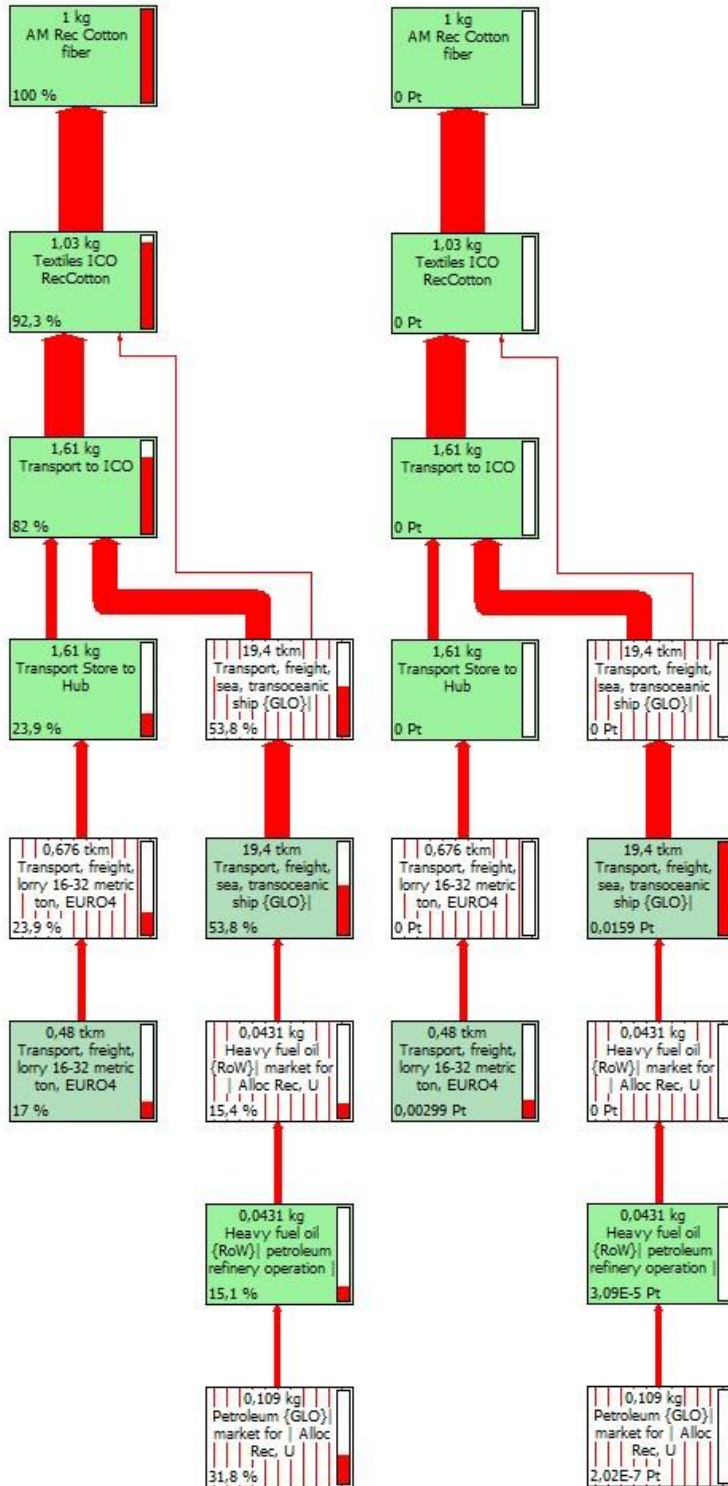 1 kg
AM Rec Cotton
fiber
100 %
1 kg
AM Rec Cotton
fiber
0 Pt
1,03 kg
Textiles ICO
RecCotton
92,3 %
1,03 kg
Textiles ICO
RecCotton
0 Pt
1,61 kg
Transport to ICO
82 %
1,61 kg
Transport to ICO
0 Pt
1,61 kg
Transport Store to
Hub
23,9 %
19,4 tkm
Transport, freight,
sea, transoceanic
ship {GLO}|
53,8 %
1,61 kg
Transport Store to
Hub
0 Pt
19,4 tkm
Transport, freight,
sea, transoceanic
ship {GLO}|
0 Pt
0,676 tkm
Transport, freight,
lorry 16-32 metric
ton, EURO4
23,9 %
19,4 tkm
Transport, freight,
sea, transoceanic
ship {GLO}|
53,8 %
0,676 tkm
Transport, freight,
lorry 16-32 metric
ton, EURO4
0 Pt
19,4 tkm
Transport, freight,
sea, transoceanic
ship {GLO}|
0,0159 Pt
0,48 tkm
Transport, freight,
lorry 16-32 metric
ton, EURO4
17 %
0,0431 kg
Heavy fuel oil
{RoW}| market for
| Alloc Rec, U
15,4 %
0,48 tkm
Transport, freight,
lorry 16-32 metric
ton, EURO4
0,00299 Pt
0,0431 kg
Heavy fuel oil
{RoW}| market for
| Alloc Rec, U
0 Pt
0,0431 kg
Heavy fuel oil
{RoW}| petroleum
refinery operation |
15,1 %
0,0431 kg
Heavy fuel oil
{RoW}| petroleum
refinery operation |
3,09E-5 Pt
0,109 kg
Petroleum {GLO}|
market for | Alloc
Rec, U
31,8 %
0,109 kg
Petroleum {GLO}|
market for | Alloc
Rec, U
2,02E-7 Pt